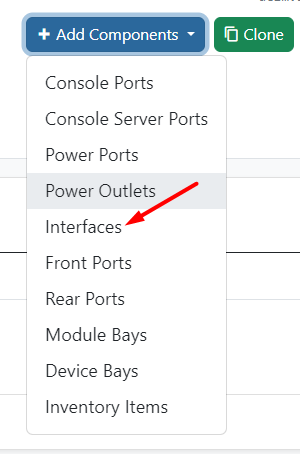 + Add Components
Clone
Console Ports
Console Server Ports
Power Ports
Power Outlets
Interfaces
Front Ports
Rear Ports
Module Bays
Device Bays
Inventory Items